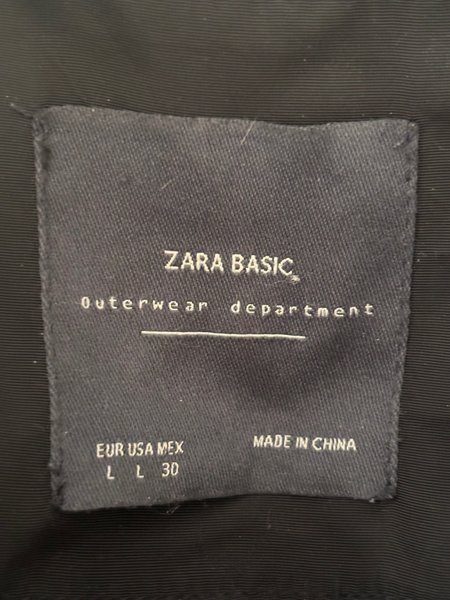 ZARA BASIC
Outerwear department
EUR USA MEX
L L 30
MADE IN CHINA